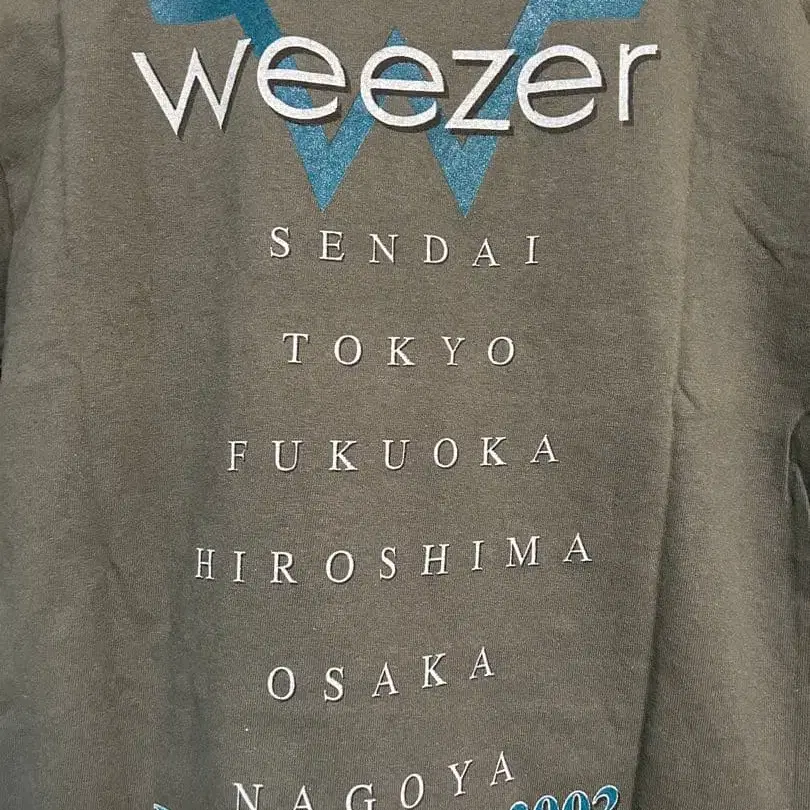 weezer
SENDAI
TOKYO
FUKUOKA
HIROSHIMA
OSAKA
NAGOYA